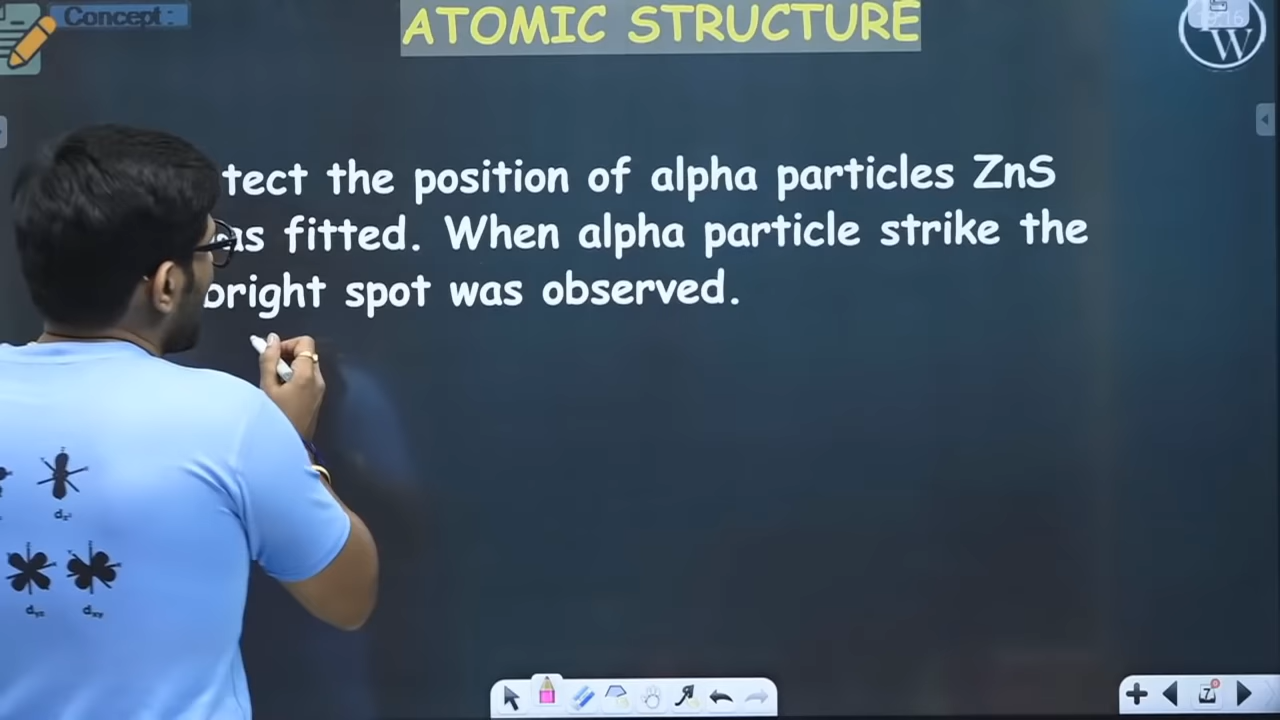 Concept :
ATOMIC STRUCTURE
W
tect the position of alpha particles ZnS
as fitted. When alpha particle strike the
bright spot was observed.
7